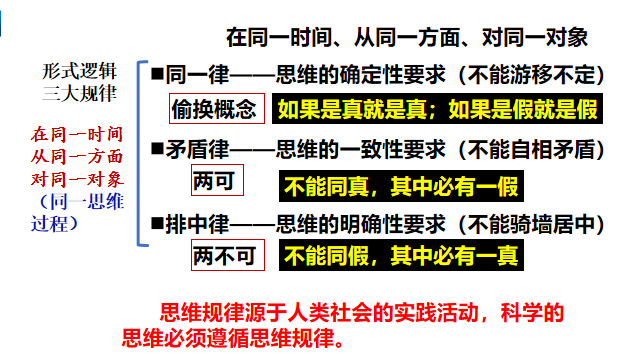 在同一时间、从同一方面、对同一对象
形式逻辑
三大规律
在同一时间
从同一方面
对同一对象
（同一思维
过程）
■同一律——思维的确定性要求（不能游移不定）
偷换概念 如果是真就是真；如果是假就是假
■矛盾律——思维的一致性要求（不能自相矛盾）
两可 不能同真，其中必有一假
■排中律——思维的明确性要求（不能骑墙居中）
两不可 不能同假，其中必有一真
思维规律源于人类社会的实践活动，科学的
思维必须遵循思维规律。